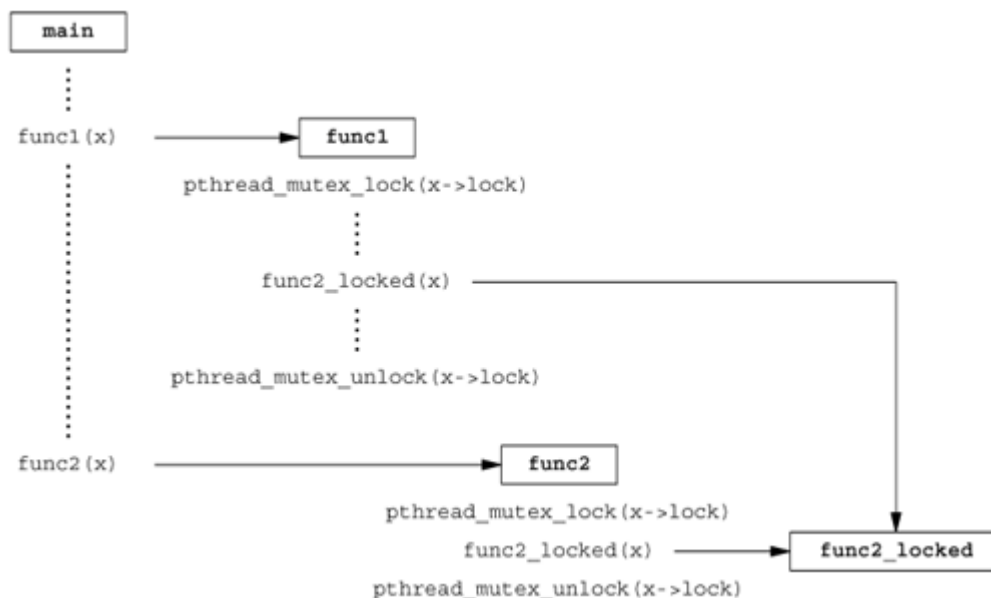 main
func1(x)
func1
pthread_mutex_lock(x->lock)
func2_locked(x)
pthread_mutex_unlock(x->lock)
func2(x)
func2
pthread_mutex_lock(x->lock)
func2_locked(x)
func2_locked
pthread_mutex_unlock(x->lock)